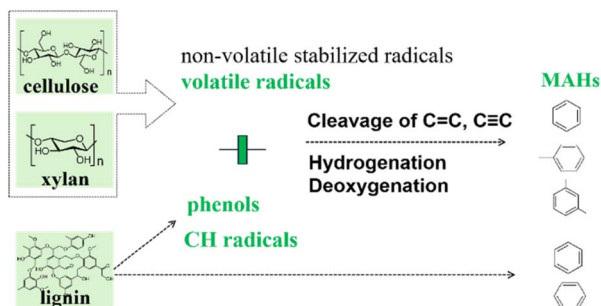 cellulose
n
xylan
n
lignin
non-volatile stabilized radicals
volatile radicals
phenols
CH radicals
Cleavage of C=C, C≡C
Hydrogenation
Deoxygenation
MAHs